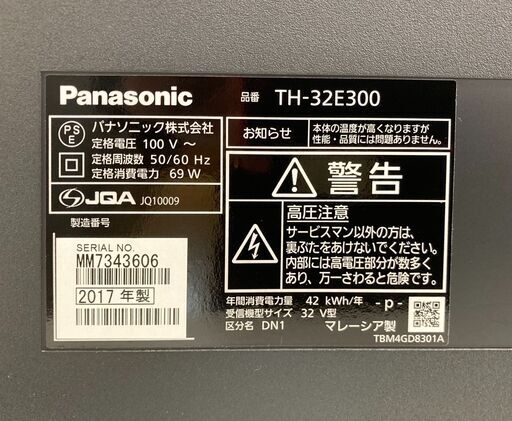 Panasonic
品番 TH-32E300
PS
E
パナソニック株式会社
定格電圧 100 V ～
定格周波数 50/60 Hz
定格消費電力 69 W
JQA JQ10009
製造番号
SERIAL NO.
MM7343606
2017 年製
お知らせ
本体の温度が高くなりますが
性能・品質には問題ありません。
警告
高圧注意
サービスマン以外の方は、
裏ぶたをあけないでください。
内部には高電圧部分が数多く
あり、万一さわると危険です。
年間消費電力量 42 kWh/年
受信機型サイズ 32 V型
区分名 DN1
-p-
マレーシア製
TBM4GD8301A